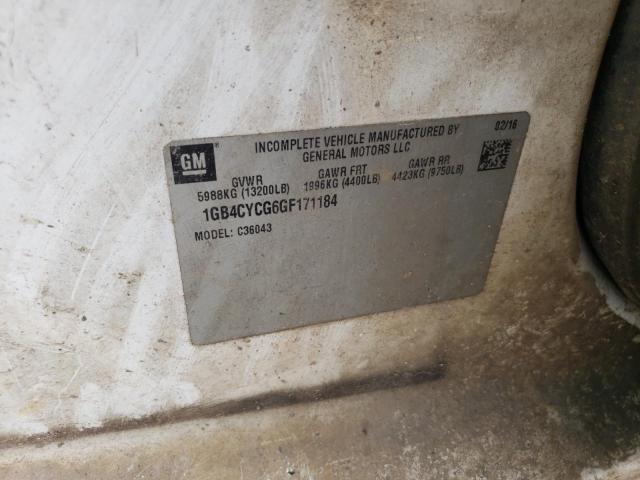 GM
INCOMPLETE VEHICLE MANUFACTURED BY
GENERAL MOTORS LLC
02/16
GVWR
5988KG (13200LB)
GAWR FRT
1996KG (4400LB)
GAWR RR
4423KG (9750LB)
1GB4CYCG6GF171184
MODEL: C36043